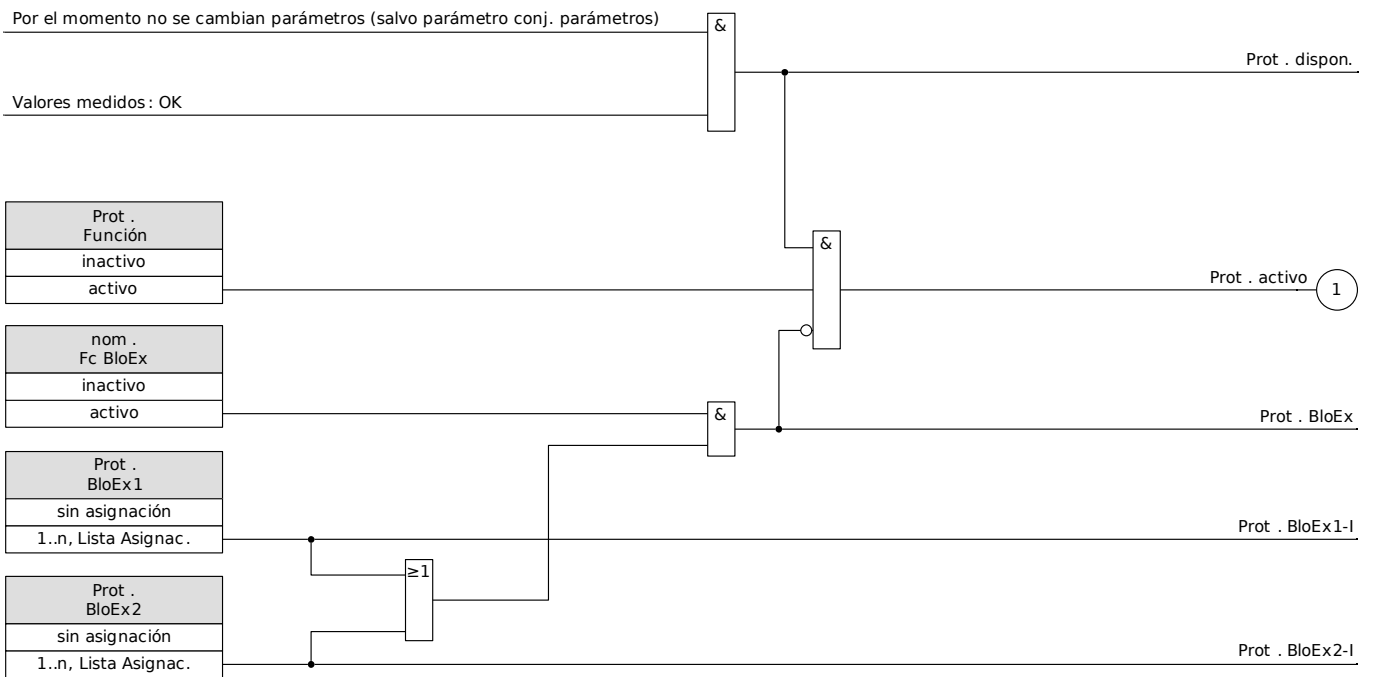 Por el momento no se cambian parámetros (salvo parámetro conj. parámetros)
&
Prot . dispon.
Valores medidos : OK
Prot .
Función
inactivo
activo
&
Prot . activo
1
nom .
Fc BloEx
inactivo
activo
&
Prot . BloEx
Prot .
BloEx1
sin asignación
1..n, Lista Asignac.
Prot . BloEx1-I
≥1
Prot .
BloEx2
sin asignación
1..n, Lista Asignac.
Prot . BloEx2-I